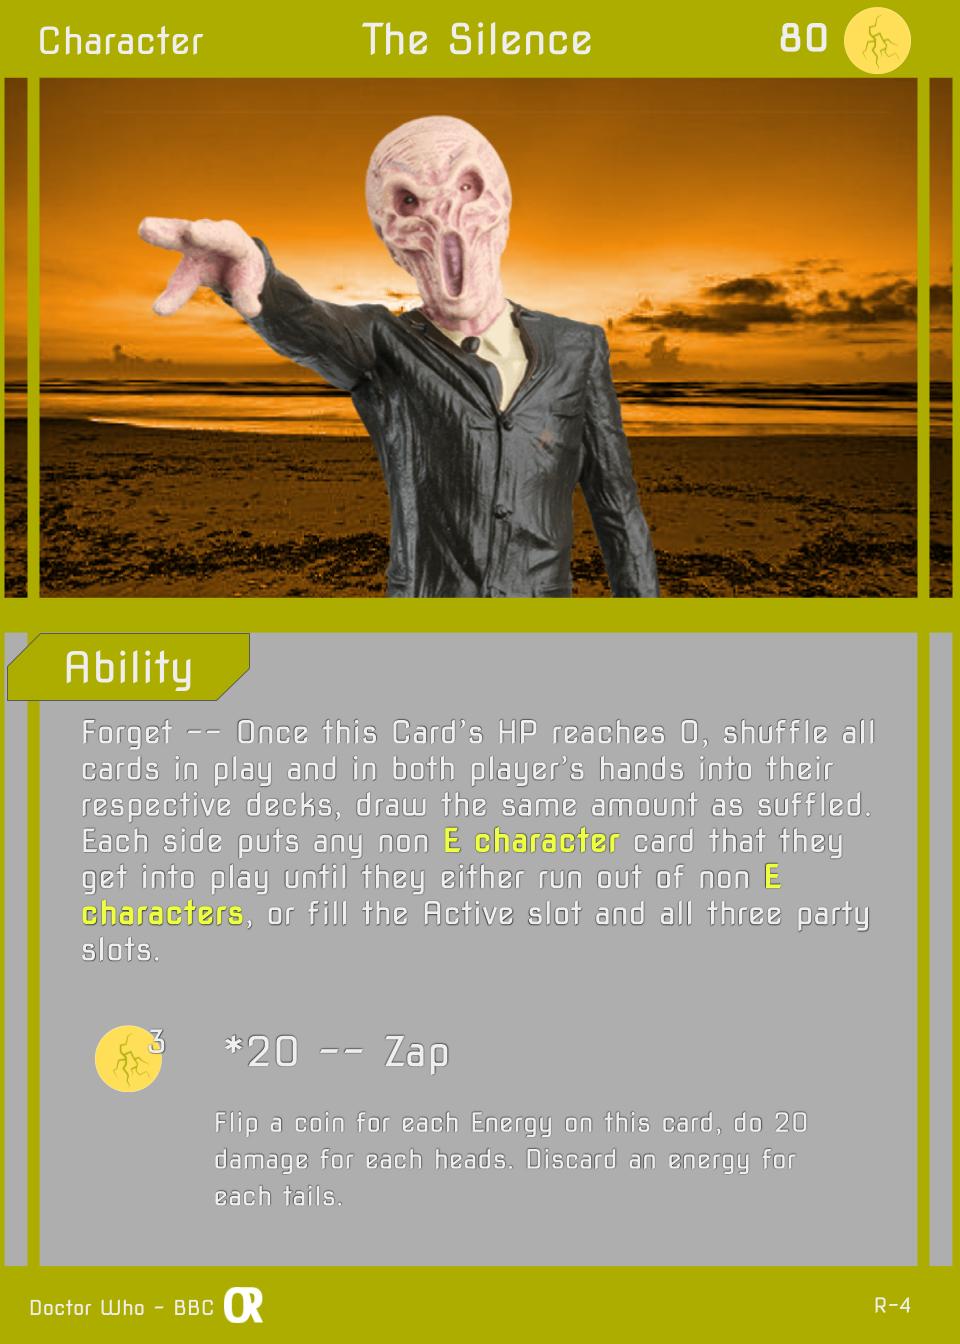 Character
The Silence
80
Ability
Forget -- Once this Card's HP reaches 0, shuffle all
cards in play and in both player's hands into their
respective decks, draw the same amount as suffled.
Each side puts any non E character card that they
get into play until they either run out of non E
characters, or fill the Active slot and all three party
slots.
3
*20 -- Zap
Flip a coin for each Energy on this card, do 20
damage for each heads. Discard an energy for
each tails.
Doctor Who - BBC OR
R-4